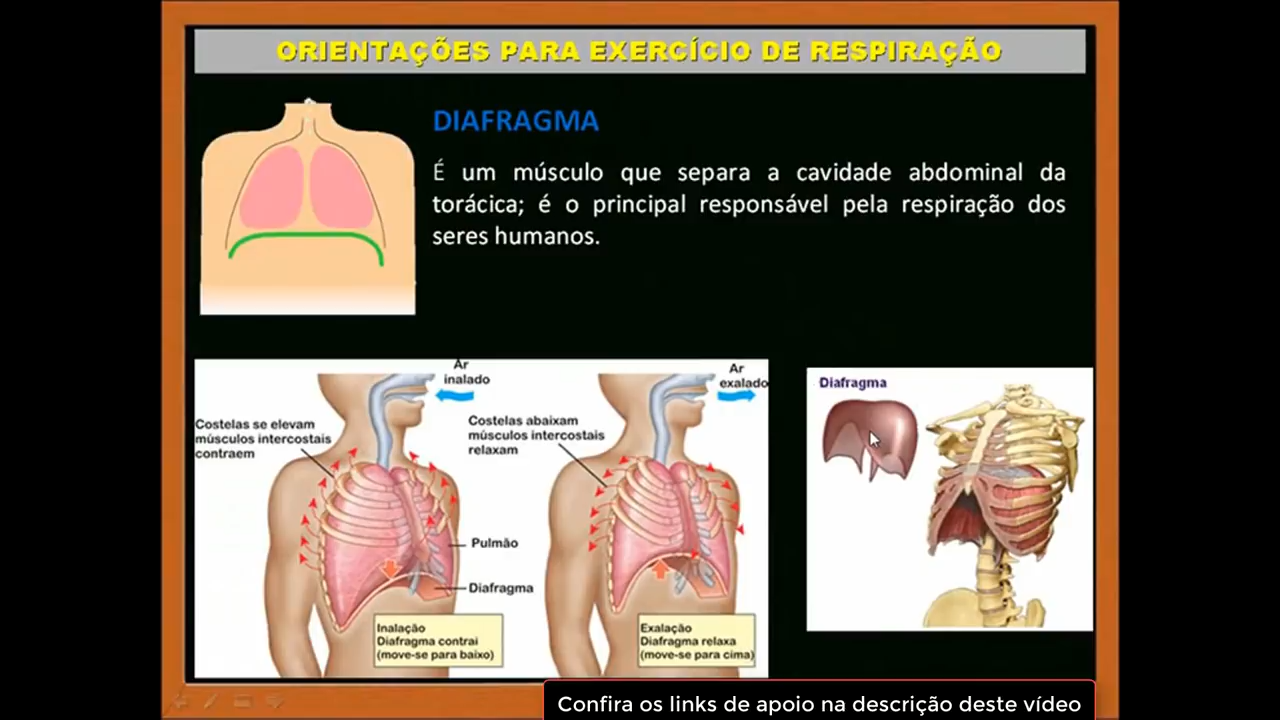 ORIENTAÇÕES PARA EXERCÍCIO DE RESPIRAÇÃO
DIAFRAGMA
É um músculo que separa a cavidade abdominal da
torácica; é o principal responsável pela respiração dos
seres humanos.
Ar
inalado
Costelas se elevam
músculos intercostais
contraem
Ar
exalado
Costelas abaixam
músculos intercostais
relaxam
Pulmão
Diafragma
Inalação
Diafragma contrai
(move-se para baixo)
Exalação
Diafragma relaxa
(move-se para cima)
Diafragma
Confira os links de apoio na descrição deste vídeo